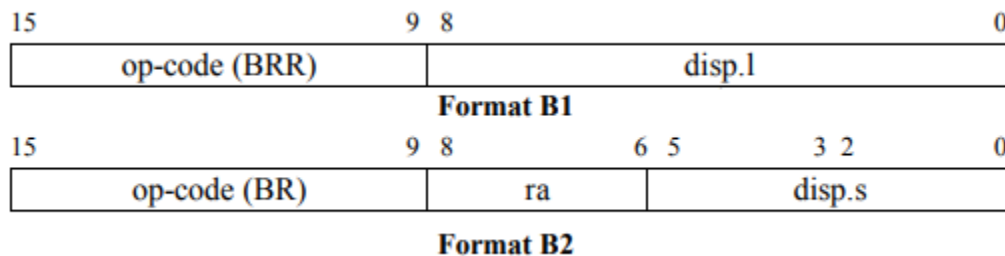 15 9 8 0
op-code (BRR) disp.l
Format B1
15 9 8 6 5 3 2 0
op-code (BR) ra disp.s
Format B2